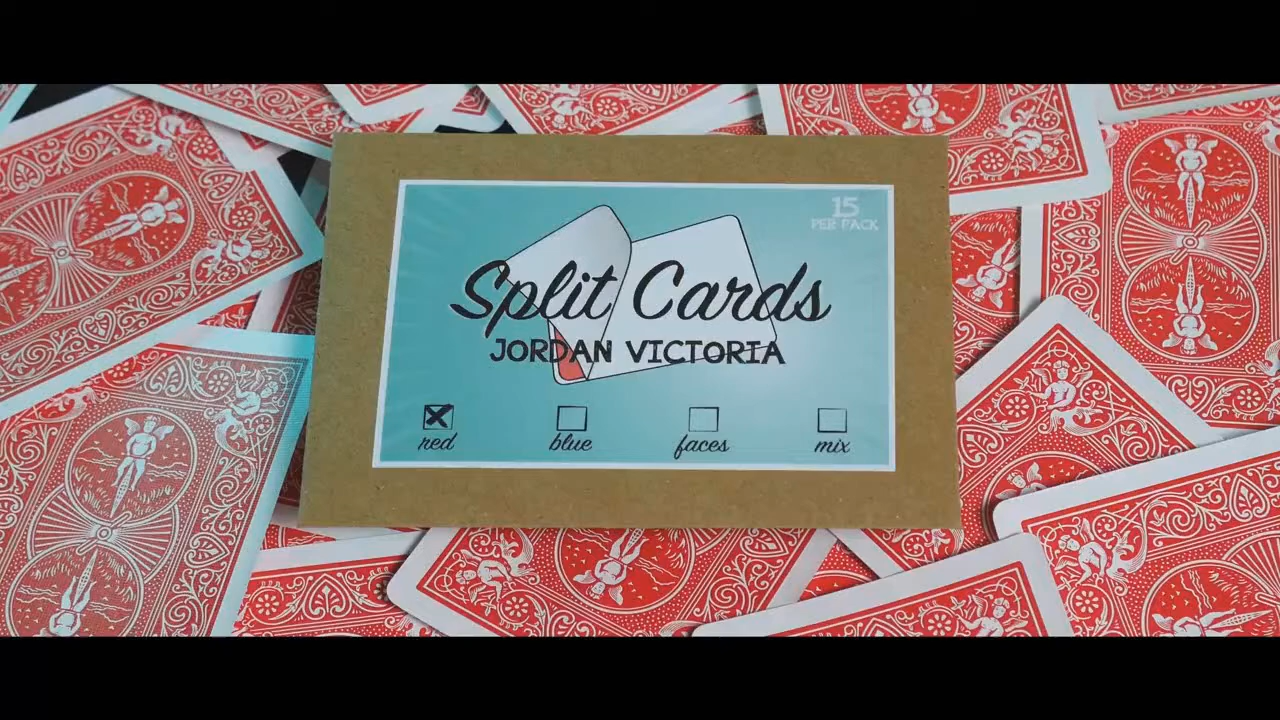 15
PER PACK
Split Cards
JORDAN VICTORIA
red blue faces mix